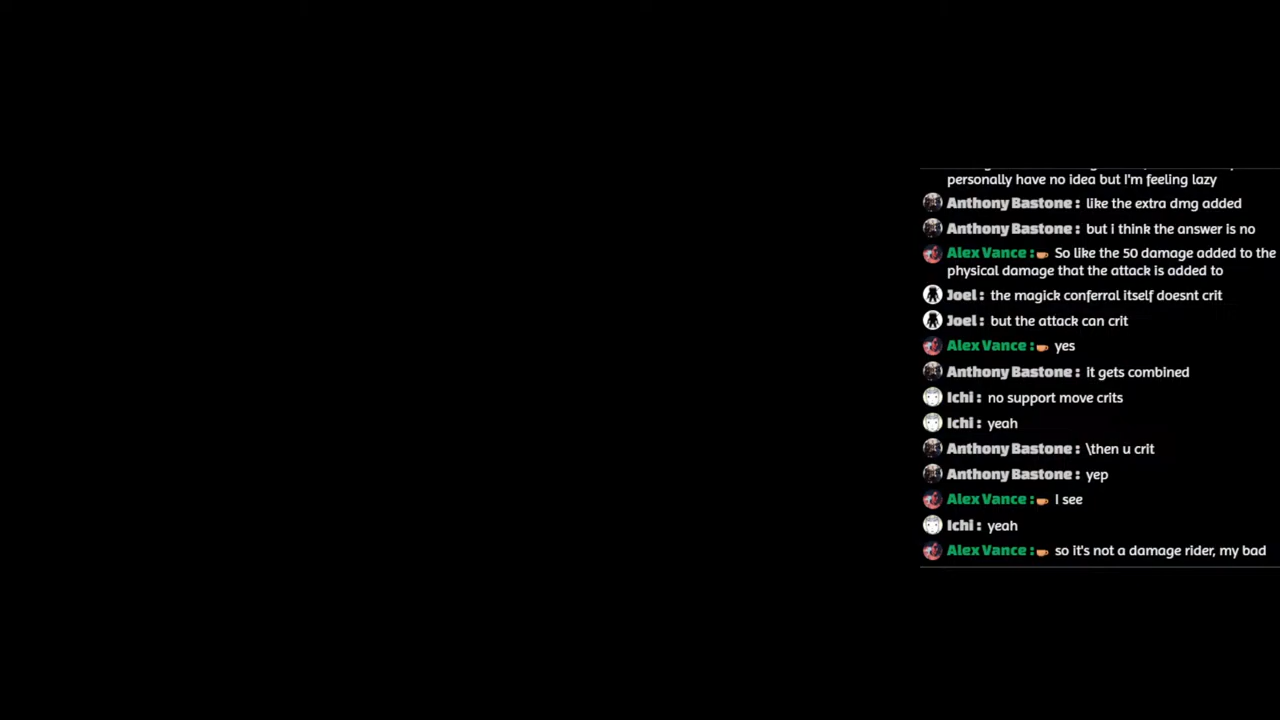 personally have no idea but I'm feeling lazy
Anthony Bastone : like the extra dmg added
Anthony Bastone : but i think the answer is no
Alex Vance : So like the 50 damage added to the
physical damage that the attack is added to
Joel : the magick conferral itself doesnt crit
Joel : but the attack can crit
Alex Vance : yes
Anthony Bastone : it gets combined
Ichi : no support move crits
Ichi : yeah
Anthony Bastone : \then u crit
Anthony Bastone : yep
Alex Vance : I see
Ichi : yeah
Alex Vance : so it's not a damage rider, my bad